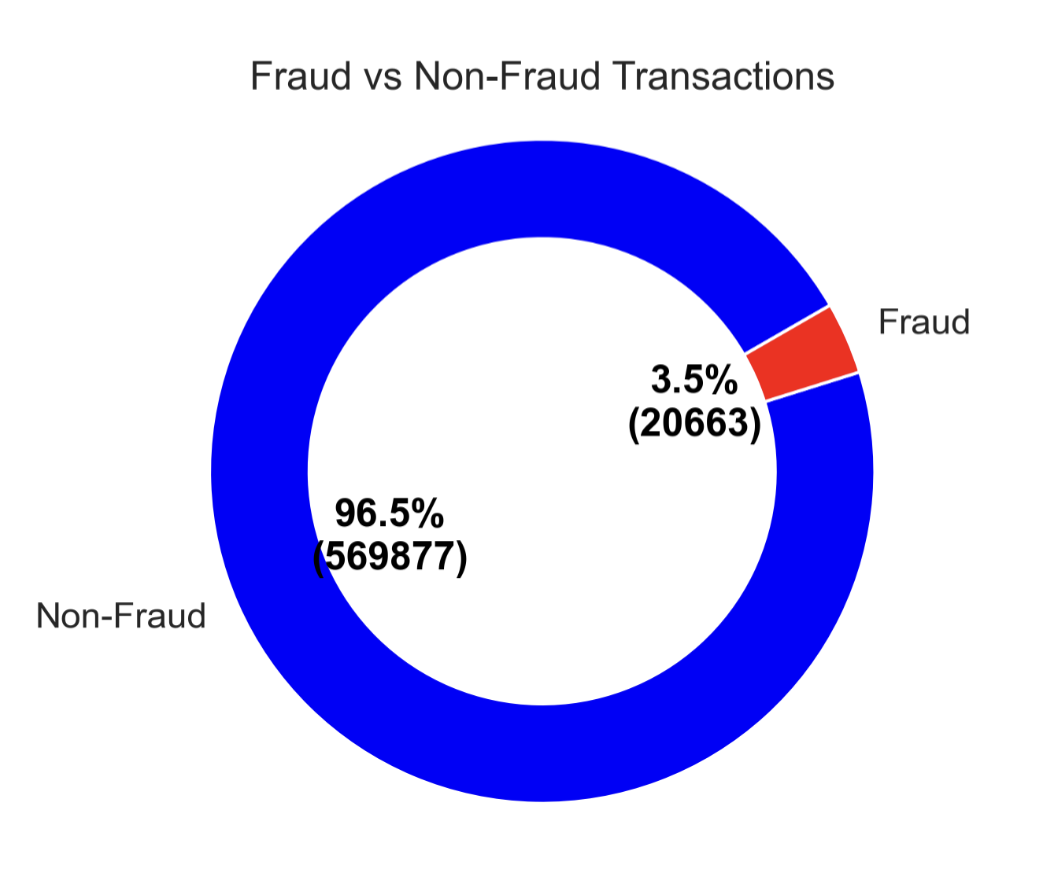 Fraud vs Non-Fraud Transactions
Fraud
3.5%
(20663)
96.5%
(569877)
Non-Fraud